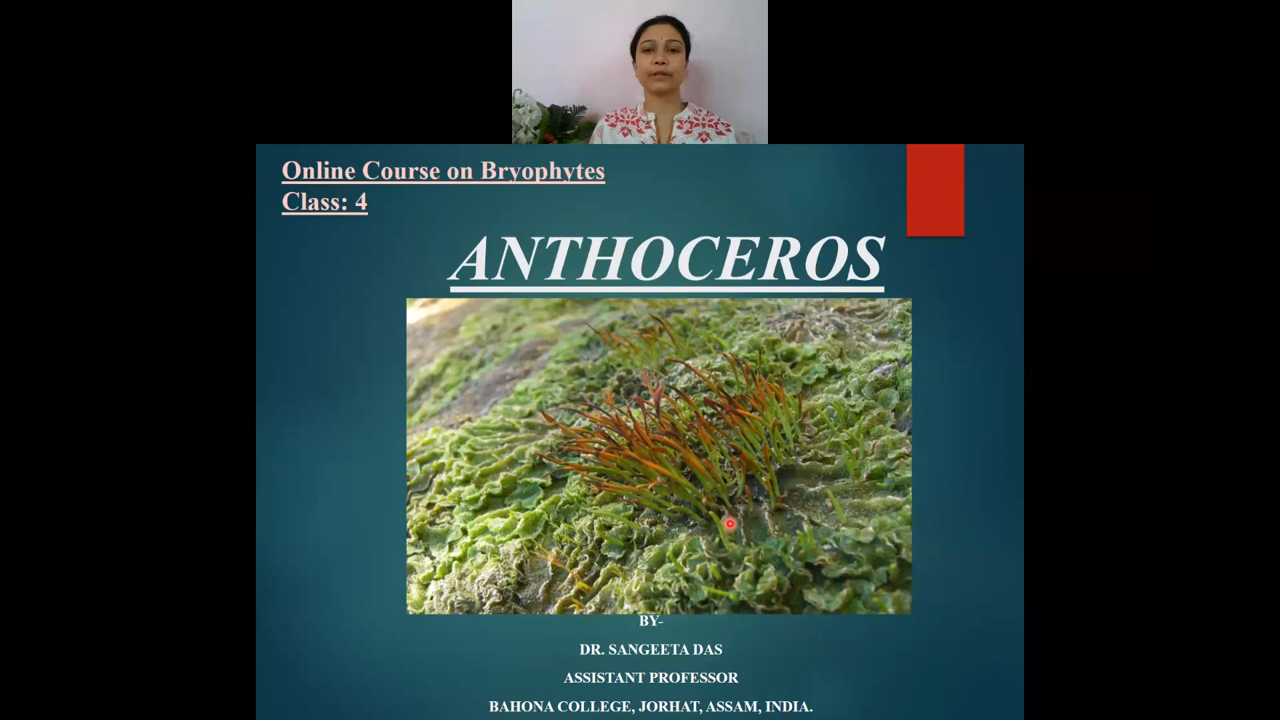 Online Course on Bryophytes
Class: 4
ANTHOCEROS
BY-
DR. SANGEETA DAS
ASSISTANT PROFESSOR
BAHONA COLLEGE, JORHAT, ASSAM, INDIA.